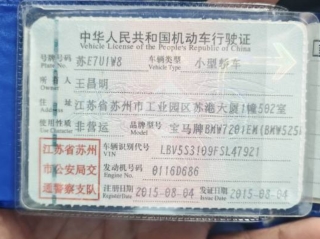 中华人民共和国机动车行驶证
Vehicle License of the People's Republic of China
号牌号码 苏E7U1W8 车辆类型 小型轿车
Plate No. Vehicle Type
所有人 王昌明
Owner
住址 江苏省苏州市工业园区东港大厦1幢502室
Address
使用性质 非营运 品牌型号 宝马牌BMW7201EM(BMW525
Use Character Model
江苏省苏州
市公安局交
通警察支队
车辆识别代号 LBV5S3109FSL47921
VIN
发动机号码 0116D686
Engine No.
注册日期 2015-08-04 发证日期 2015-08-04
Register Date Issue Date